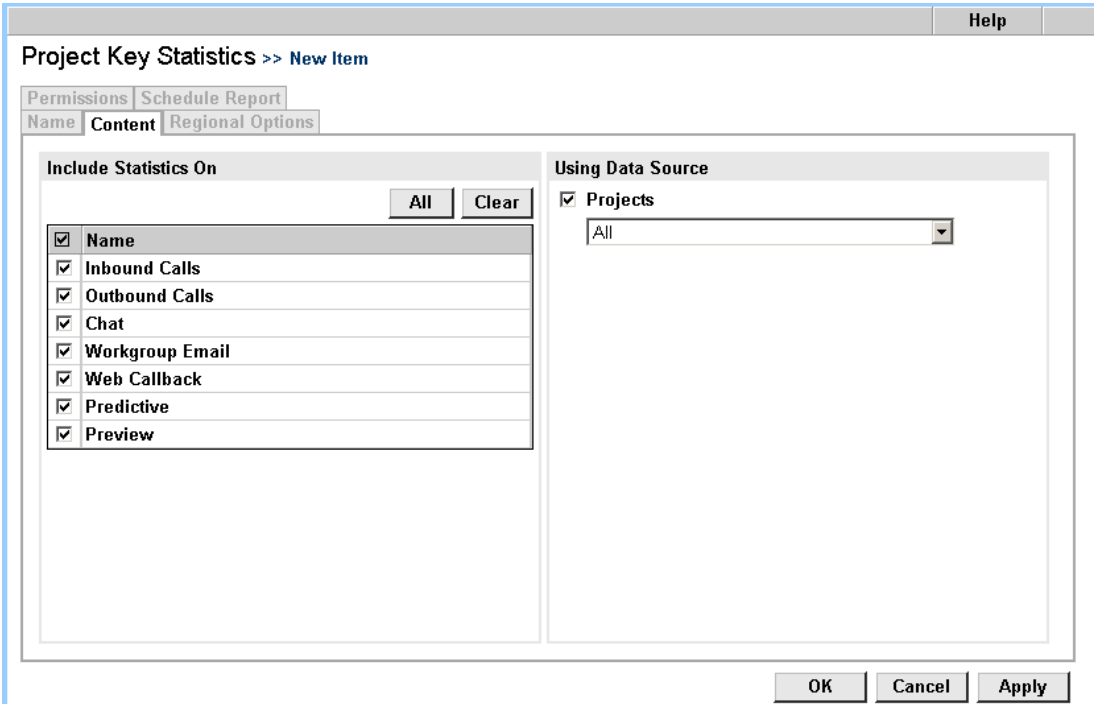 Help
Project Key Statistics >> New Item
Permissions Schedule Report
Name Content Regional Options
Include Statistics On
Using Data Source
All Clear
Projects
All
Name
Inbound Calls
Outbound Calls
Chat
Workgroup Email
Web Callback
Predictive
Preview
OK Cancel Apply